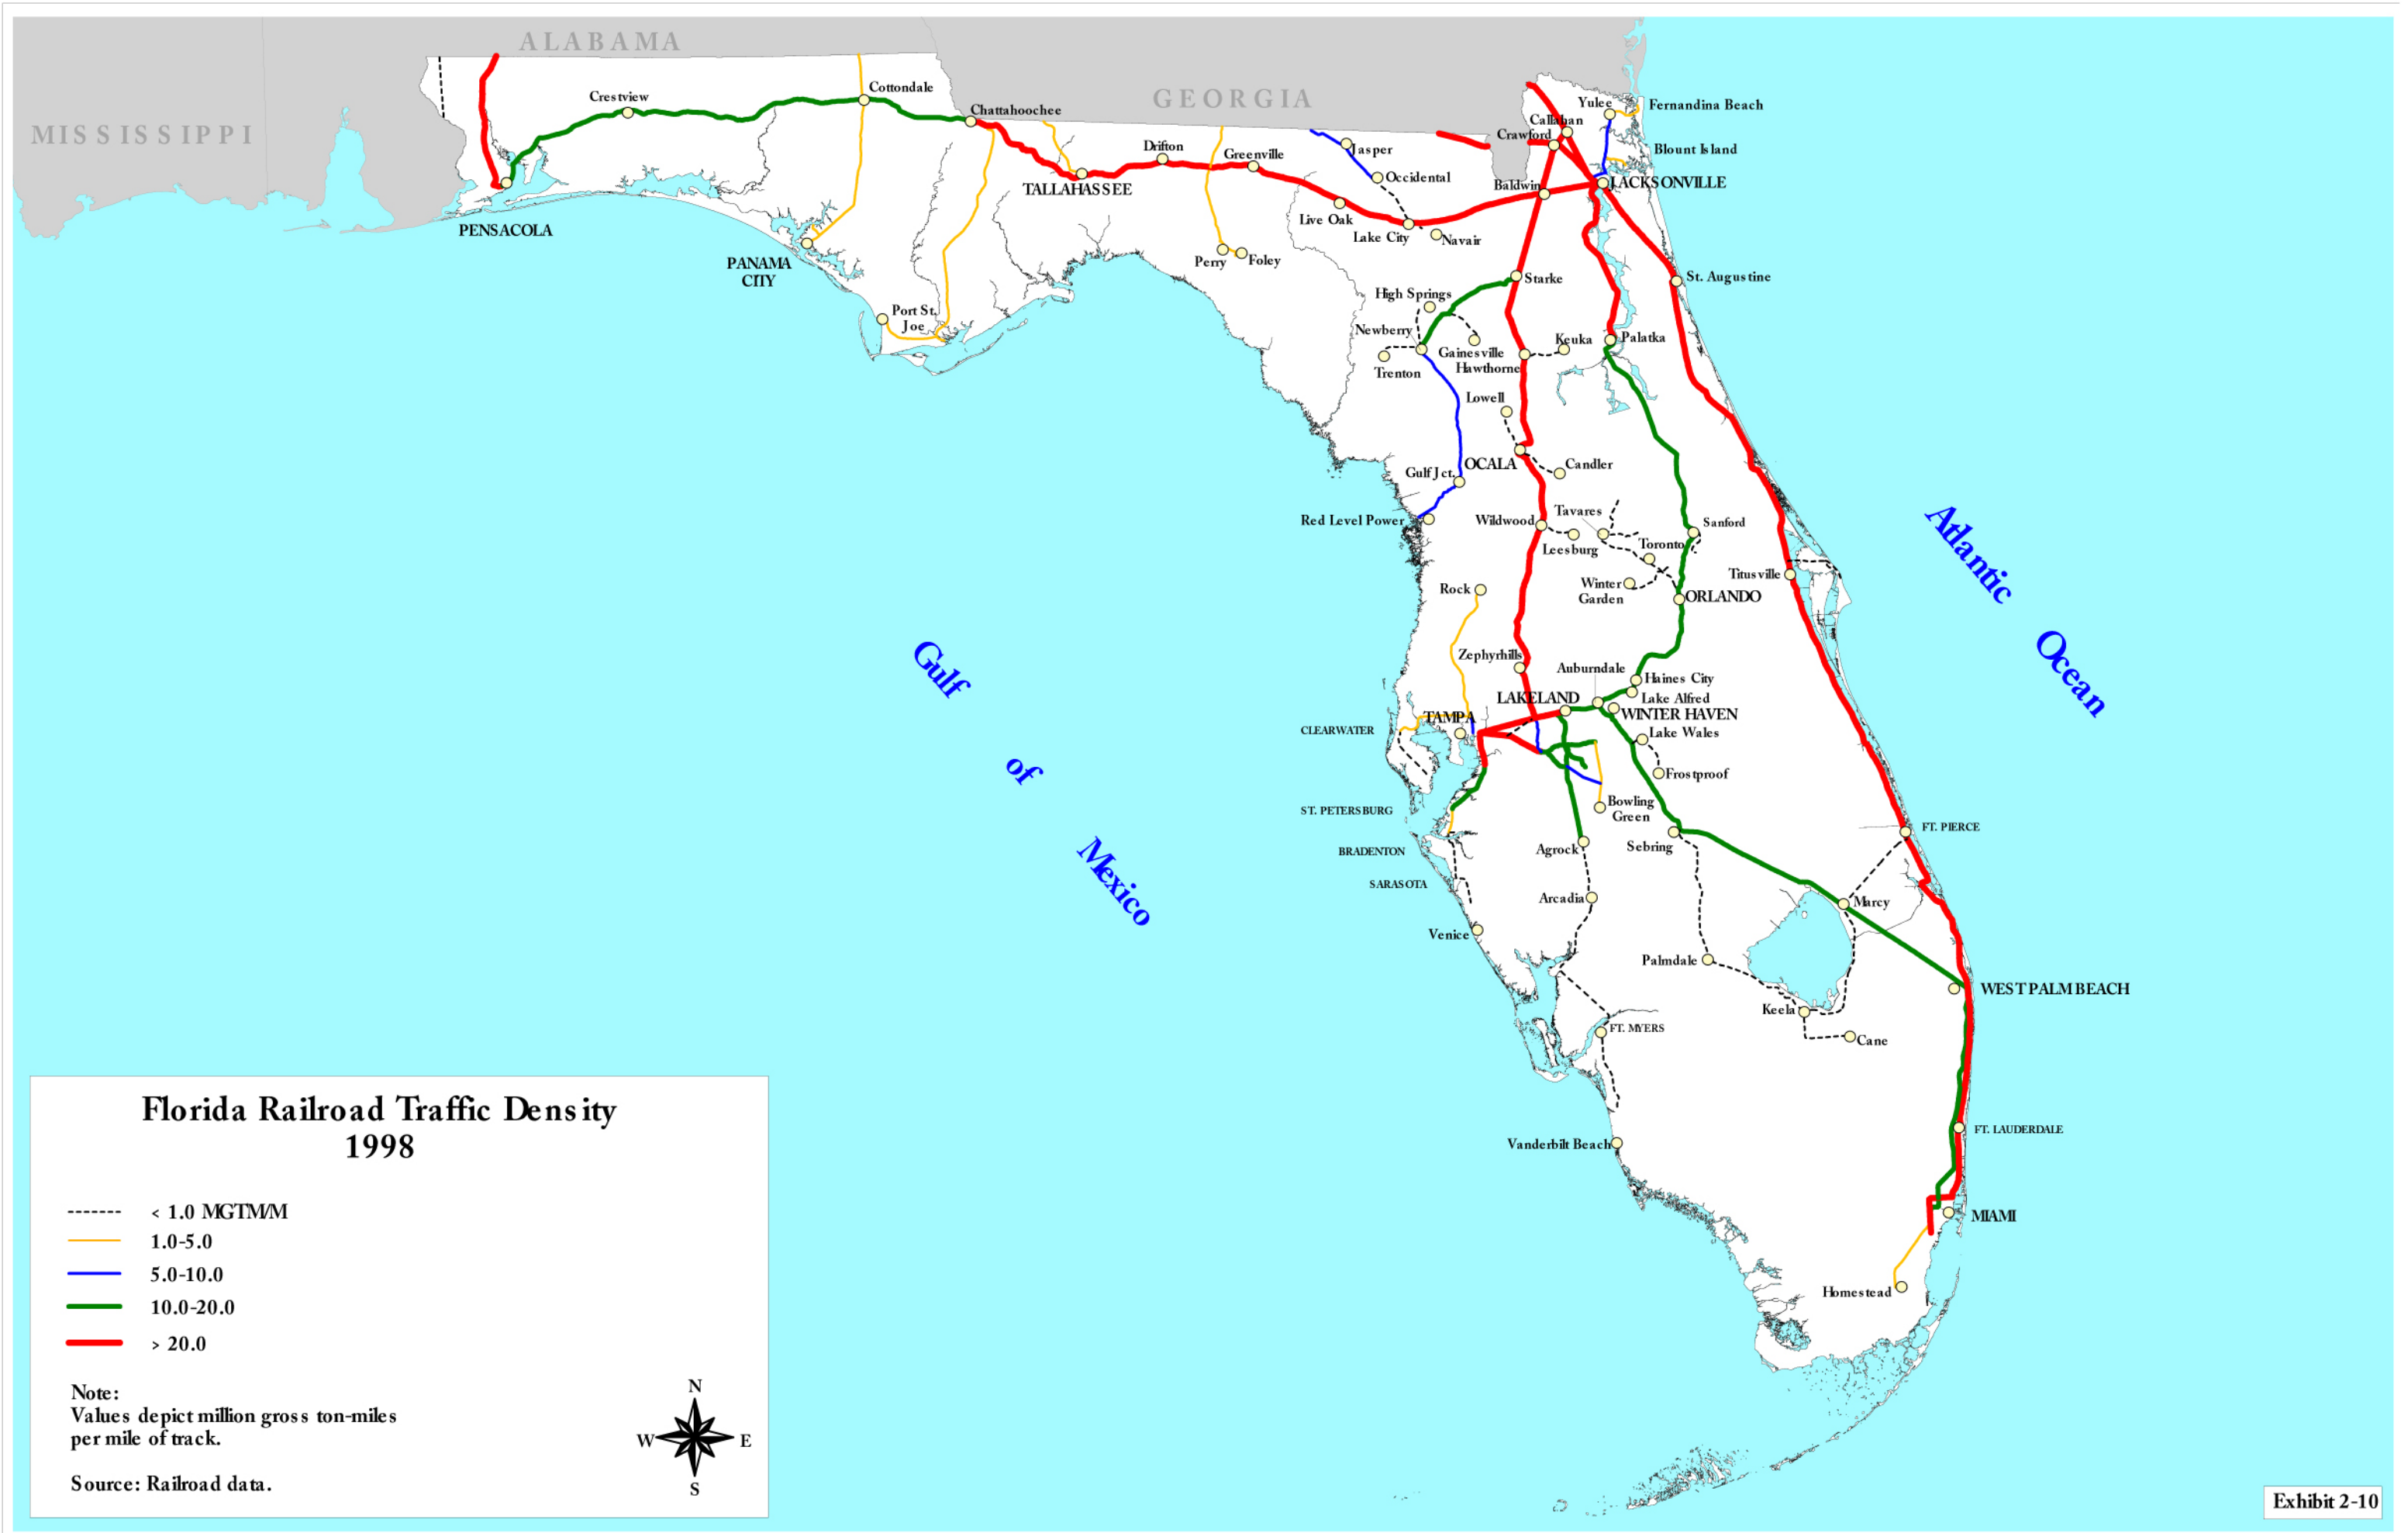 ALABAMA
MISSISSIPPI
GEORGIA
Crestview
Cottondale
Chattahoochee
PENSACOLA
PANAMA
CITY
Port St.
Joe
TALLAHASSEE
Drifton
Greenville
Perry
Foley
Jasper
Occidental
Live Oak
Lake City
Navair
Yulee
Fernandina Beach
Callahan
Crawford
Blount Island
Baldwin
JACKSONVILLE
St. Augustine
Starke
High Springs
Newberry
Gainesville
Trenton
Hawthorne
Keuka
Palatka
Lowell
OCALA
Candler
Gulf Jct.
Red Level Power
Wildwood
Tavares
Leesburg
Toronto
Sanford
Winter
Garden
ORLANDO
Titusville
Rock
Zephyrhills
Auburndale
Haines City
Lake Alfred
LAKELAND
WINTER HAVEN
TAMPA
CLEARWATER
Lake Wales
Frostproof
ST. PETERSBURG
Bowling
Green
BRADENTON
Agrock
Sebring
FT. PIERCE
SARASOTA
Arcadia
Marcy
Venice
Palmdale
WEST PALM BEACH
Keela
FT. MYERS
Cane
Vanderbilt Beach
FT. LAUDERDALE
MIAMI
Homestead
Gulf
of
Mexico
Atlantic
Ocean
Florida Railroad Traffic Density
1998
< 1.0 MGTM/M
1.0-5.0
5.0-10.0
10.0-20.0
> 20.0
Note:
Values depict million gross ton-miles
per mile of track.
Source: Railroad data.
N
W
E
S
Exhibit 2-10